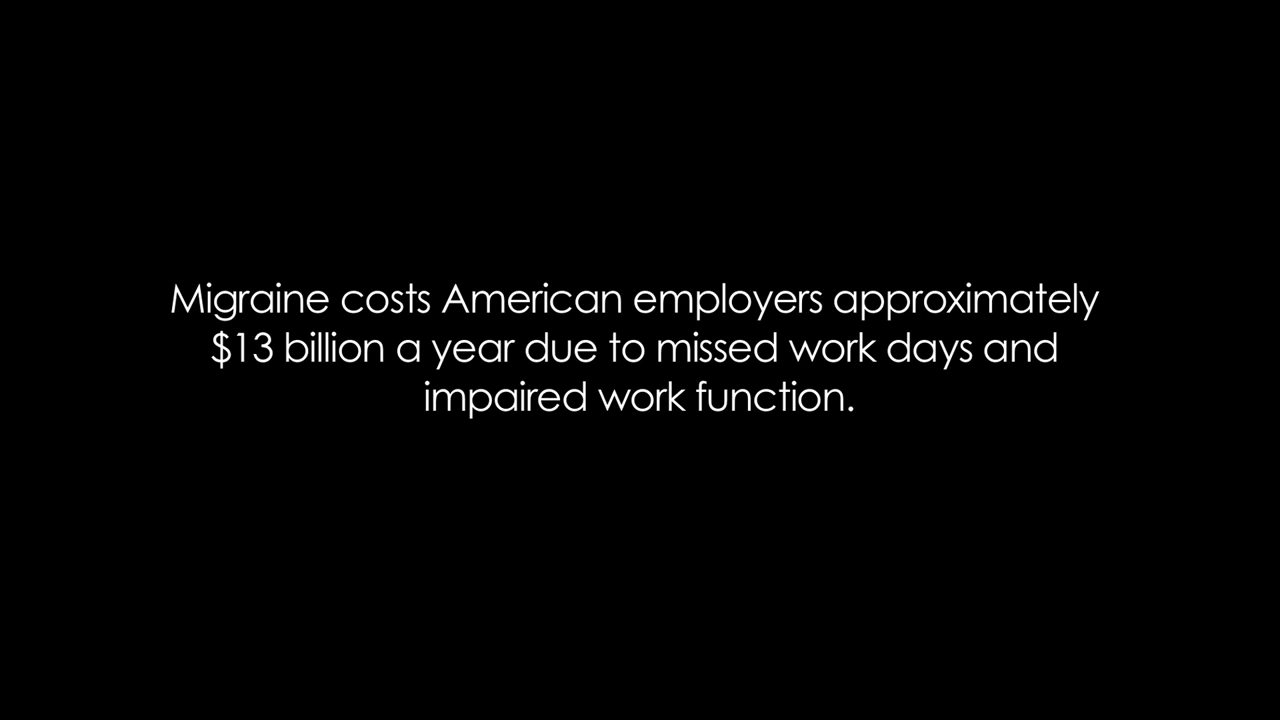 Migraine costs American employers approximately
$13 billion a year due to missed work days and
impaired work function.